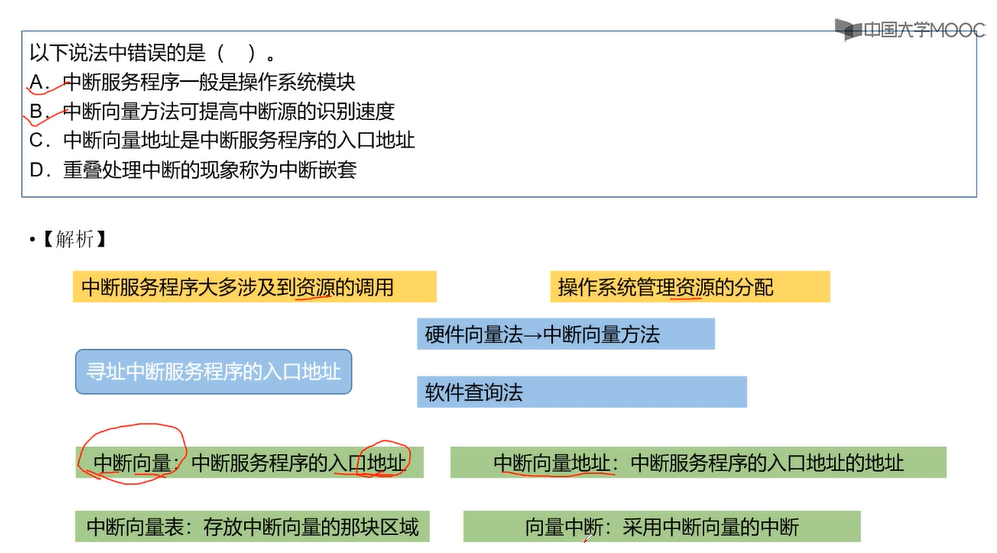 中国大学MOOC
以下说法中错误的是（ ）。
A．中断服务程序一般是操作系统模块
B．中断向量方法可提高中断源的识别速度
C．中断向量地址是中断服务程序的入口地址
D．重叠处理中断的现象称为中断嵌套
•【解析】
中断服务程序大多涉及到资源的调用
操作系统管理资源的分配
硬件向量法→中断向量方法
寻址中断服务程序的入口地址
软件查询法
中断向量：中断服务程序的入口地址
中断向量地址：中断服务程序的入口地址的地址
中断向量表：存放中断向量的那块区域
向量中断：采用中断向量的中断